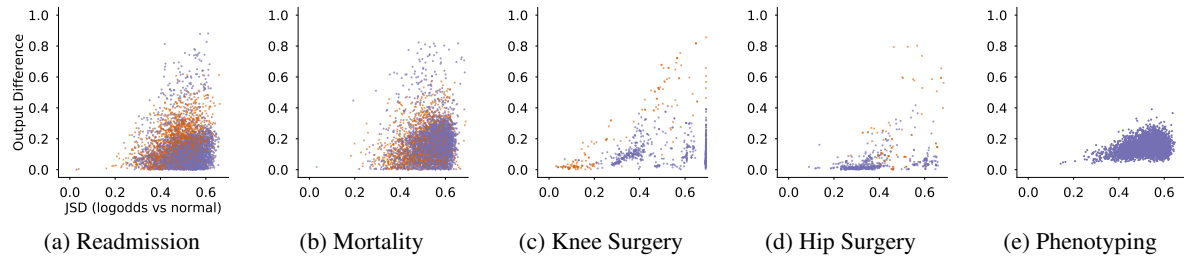 1.0 1.0 1.0 1.0 1.0
0.8 0.8 0.8 0.8 0.8
0.6 0.6 0.6 0.6 0.6
0.4 0.4 0.4 0.4 0.4
0.2 0.2 0.2 0.2 0.2
0.0 0.0 0.0 0.0 0.0
Output Difference
0.0 0.2 0.4 0.6 0.0 0.2 0.4 0.6 0.0 0.2 0.4 0.6 0.0 0.2 0.4 0.6 0.0 0.2 0.4 0.6
JSD (logodds vs normal)
(a) Readmission (b) Mortality (c) Knee Surgery (d) Hip Surgery (e) Phenotyping